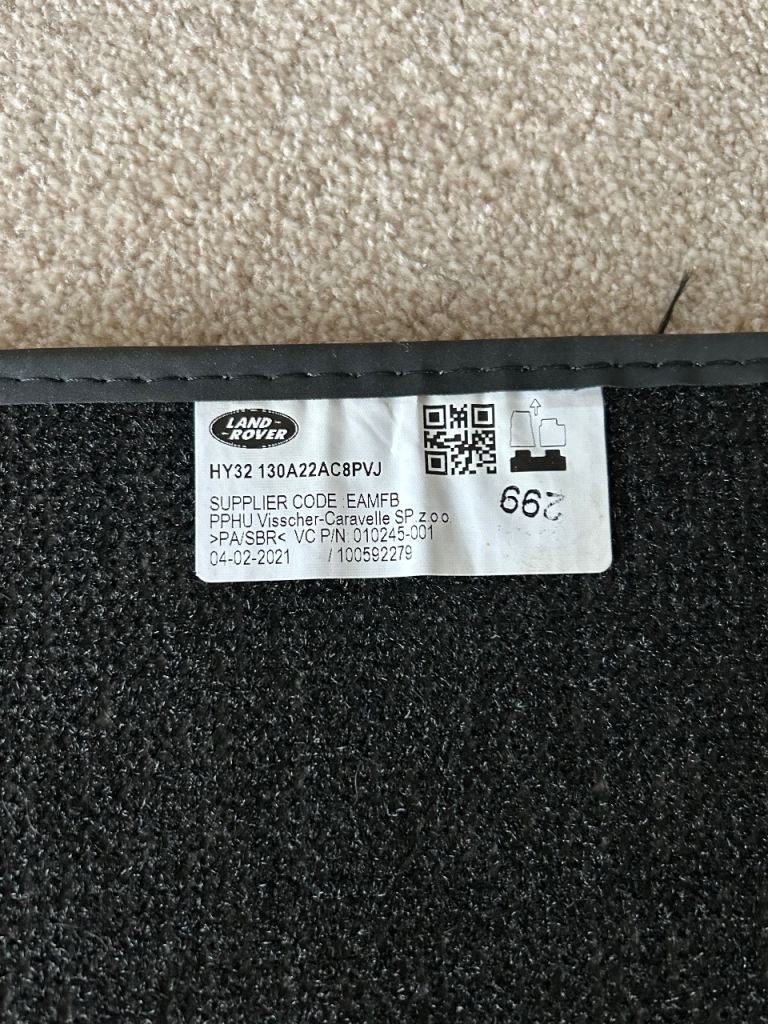 LAND-
-ROVER
HY32 130A22AC8PVJ
SUPPLIER CODE :EAMFB
PPHU Visscher-Caravelle SP.z.o.o.
>PA/SBR< VC P/N: 010245-001
04-02-2021 / 100592279
299